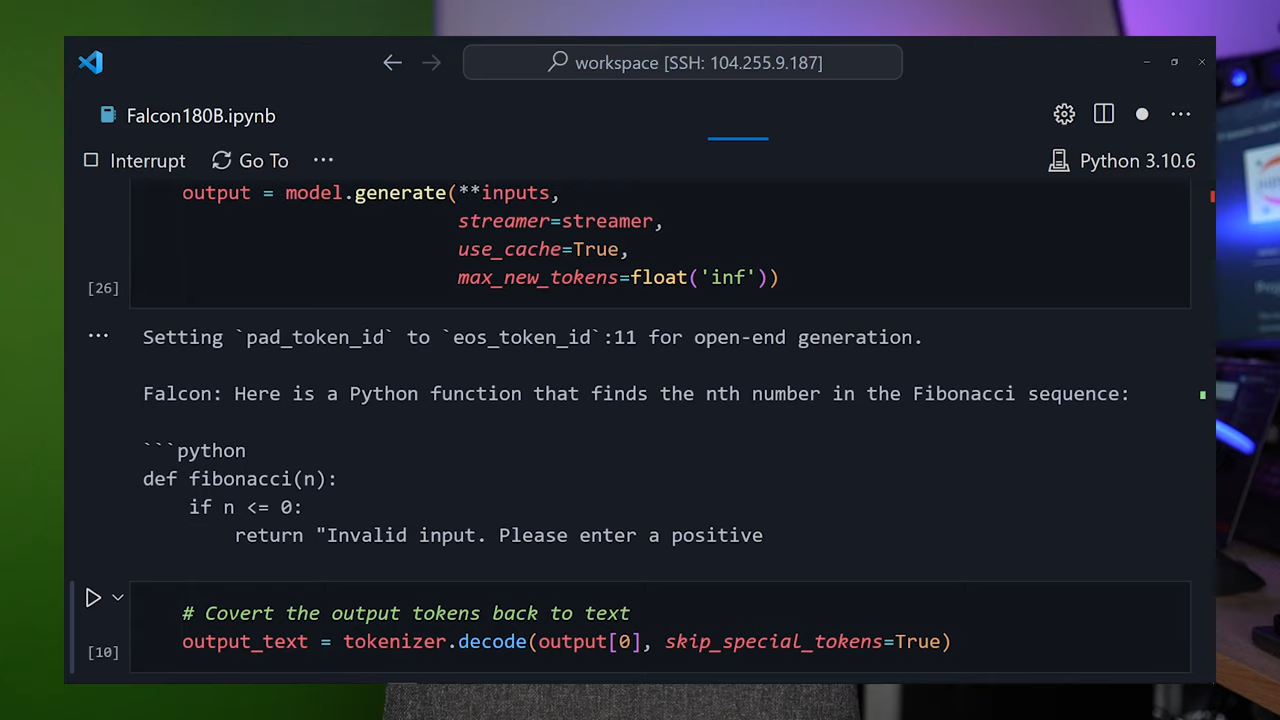 workspace [SSH: 104.255.9.187]
Falcon180B.ipynb
Interrupt Go To ... Python 3.10.6
output = model.generate(**inputs,
streamer=streamer,
use_cache=True,
max_new_tokens=float('inf'))
[26]
... Setting `pad_token_id` to `eos_token_id`:11 for open-end generation.
Falcon: Here is a Python function that finds the nth number in the Fibonacci sequence:
```python
def fibonacci(n):
    if n <= 0:
        return "Invalid input. Please enter a positive
# Covert the output tokens back to text
output_text = tokenizer.decode(output[0], skip_special_tokens=True)
[10]